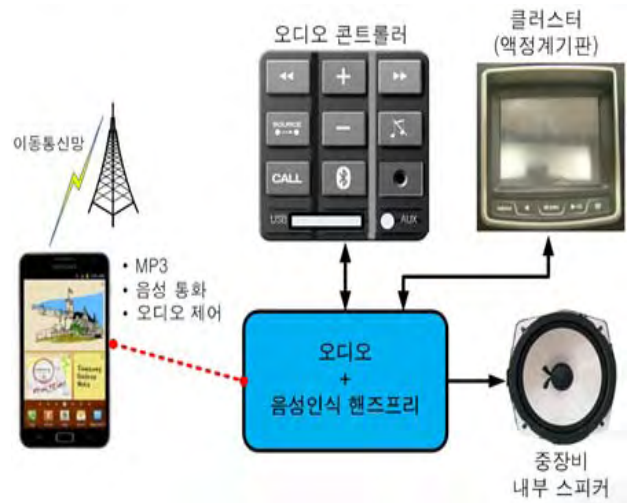 오디오 콘트롤러
클러스터
(액정계기판)
이동통신망
SOURCE
CALL
USB
AUX
• MP3
• 음성 통화
• 오디오 제어
오디오
+
음성인식 핸즈프리
중장비
내부 스피커